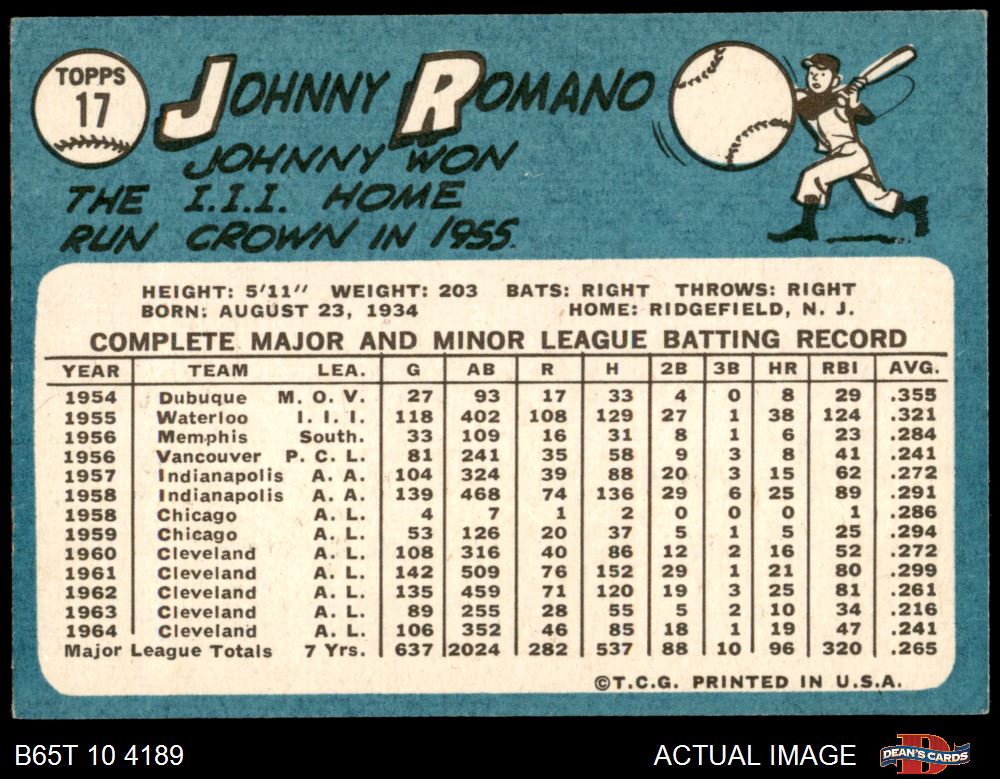 TOPPS
17
JOHNNY ROMANO
JOHNNY WON
THE I.I.I. HOME
RUN CROWN IN 1955.
HEIGHT: 5'11" WEIGHT: 203 BATS: RIGHT THROWS: RIGHT
BORN: AUGUST 23, 1934 HOME: RIDGEFIELD, N. J.
COMPLETE MAJOR AND MINOR LEAGUE BATTING RECORD
YEAR TEAM LEA. G AB R H 2B 3B HR RBI AVG.
1954 Dubuque M. O. V. 27 93 17 33 4 0 8 29 .355
1955 Waterloo I. I. I. 118 402 108 129 27 1 38 124 .321
1956 Memphis South. 33 109 16 31 8 1 6 23 .284
1956 Vancouver P. C. L. 81 241 35 58 9 3 8 41 .241
1957 Indianapolis A. A. 104 324 39 88 20 3 15 62 .272
1958 Indianapolis A. A. 139 468 74 136 29 6 25 89 .291
1958 Chicago A. L. 4 7 1 2 0 0 0 1 .286
1959 Chicago A. L. 53 126 20 37 5 1 5 25 .294
1960 Cleveland A. L. 108 316 40 86 12 2 16 52 .272
1961 Cleveland A. L. 142 509 76 152 29 1 21 80 .299
1962 Cleveland A. L. 135 459 71 120 19 3 25 81 .261
1963 Cleveland A. L. 89 255 28 55 5 2 10 34 .216
1964 Cleveland A. L. 106 352 46 85 18 1 19 47 .241
Major League Totals 7 Yrs. 637 2024 282 537 88 10 96 320 .265
©T.C.G. PRINTED IN U.S.A.
B65T 10 4189 ACTUAL IMAGE DEAN'S CARDS